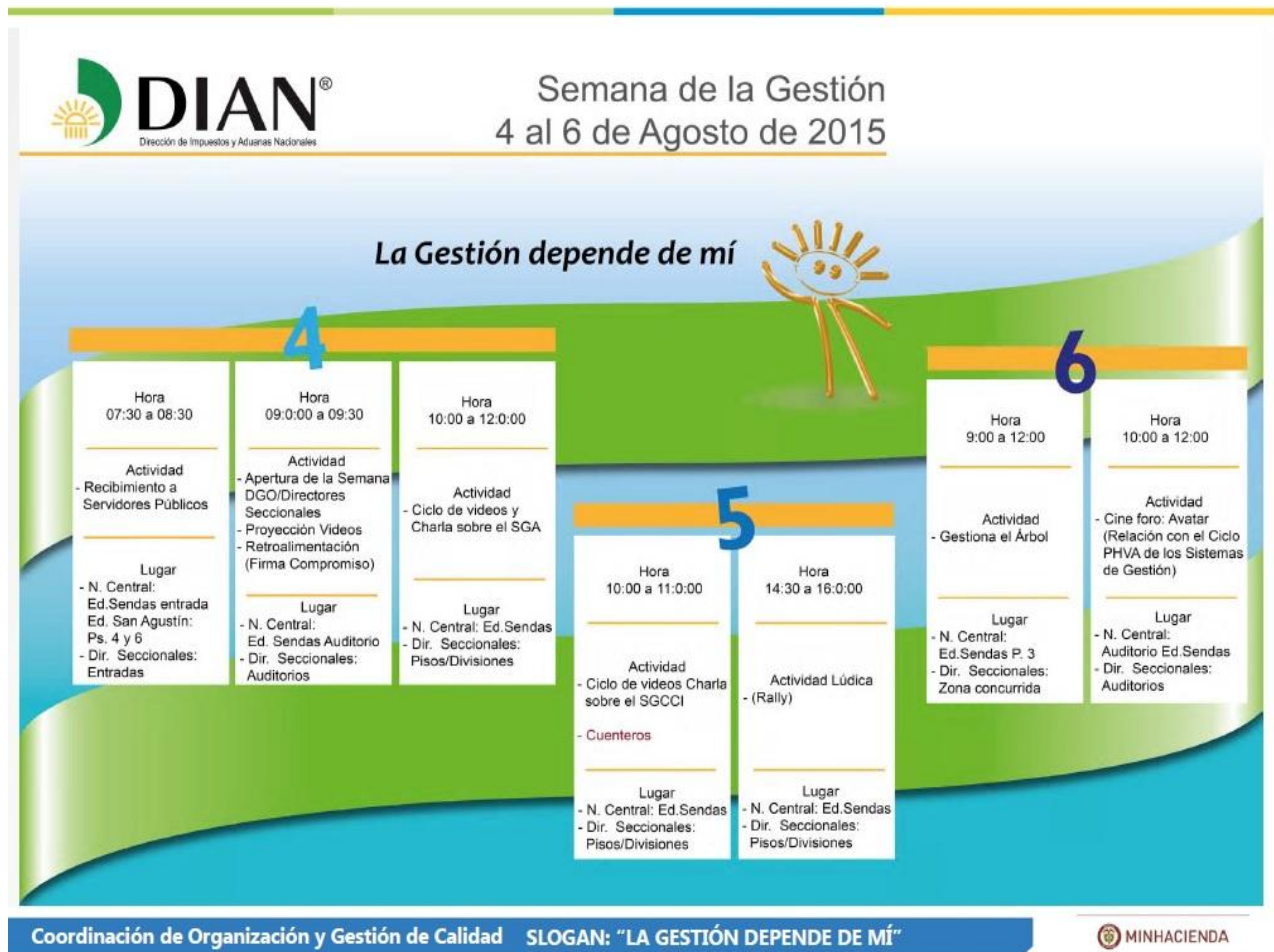 DIAN®
Dirección de Impuestos y Aduanas Nacionales
Semana de la Gestión
4 al 6 de Agosto de 2015
La Gestión depende de mí
4
Hora
07:30 a 08:30
Actividad
- Recibimiento a
Servidores Públicos
Lugar
- N. Central:
Ed.Sendas entrada
Ed. San Agustín:
Ps. 4 y 6
- Dir. Seccionales:
Entradas
Hora
09:0:00 a 09:30
Actividad
- Apertura de la Semana
DGO/Directores
Seccionales
- Proyección Videos
- Retroalimentación
(Firma Compromiso)
Lugar
- N. Central:
Ed. Sendas Auditorio
- Dir. Seccionales:
Auditorios
Hora
10:00 a 12:0:00
Actividad
- Ciclo de videos y
Charla sobre el SGA
Lugar
- N. Central: Ed.Sendas
- Dir. Seccionales:
Pisos/Divisiones
5
Hora
10:00 a 11:0:00
Actividad
- Ciclo de videos Charla
sobre el SGCCI
- Cuenteros
Lugar
- N. Central: Ed.Sendas
- Dir. Seccionales:
Pisos/Divisiones
Hora
14:30 a 16:0:00
Actividad Lúdica
- (Rally)
Lugar
- N. Central: Ed.Sendas
- Dir. Seccionales:
Pisos/Divisiones
6
Hora
9:00 a 12:00
Actividad
- Gestiona el Árbol
Lugar
- N. Central:
Ed.Sendas P. 3
- Dir. Seccionales:
Zona concurrida
Hora
10:00 a 12:00
Actividad
- Cine foro: Avatar
(Relación con el Ciclo
PHVA de los Sistemas
de Gestión)
Lugar
- N. Central:
Auditorio Ed.Sendas
- Dir. Seccionales:
Auditorios
Coordinación de Organización y Gestión de Calidad SLOGAN: "LA GESTIÓN DEPENDE DE MÍ"
MINHACIENDA